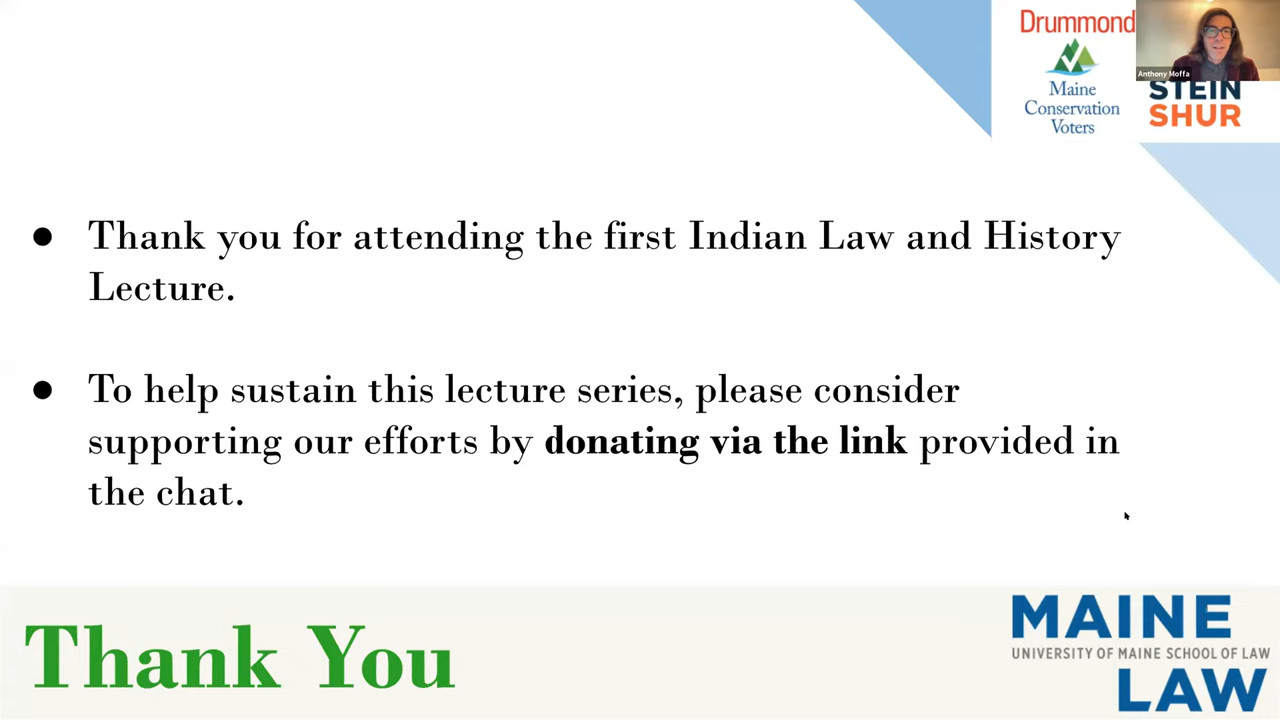 Drummond
Anthony Moffa
Maine
Conservation
Voters
STEIN
SHUR
● Thank you for attending the first Indian Law and History
Lecture.
● To help sustain this lecture series, please consider
supporting our efforts by donating via the link provided in
the chat.
Thank You
MAINE
UNIVERSITY OF MAINE SCHOOL OF LAW
LAW